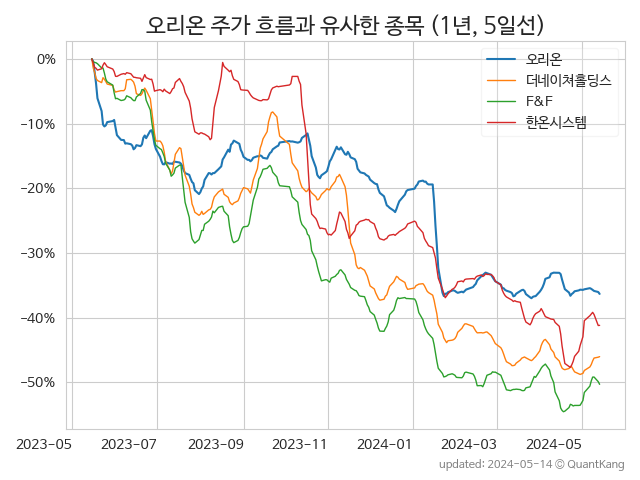 오리온 주가 흐름과 유사한 종목 (1년, 5일선)
오리온
더네이쳐홀딩스
F&F
한온시스템
0%
−10%
−20%
−30%
−40%
−50%
2023-05
2023-07
2023-09
2023-11
2024-01
2024-03
2024-05
updated: 2024-05-14 © QuantKang